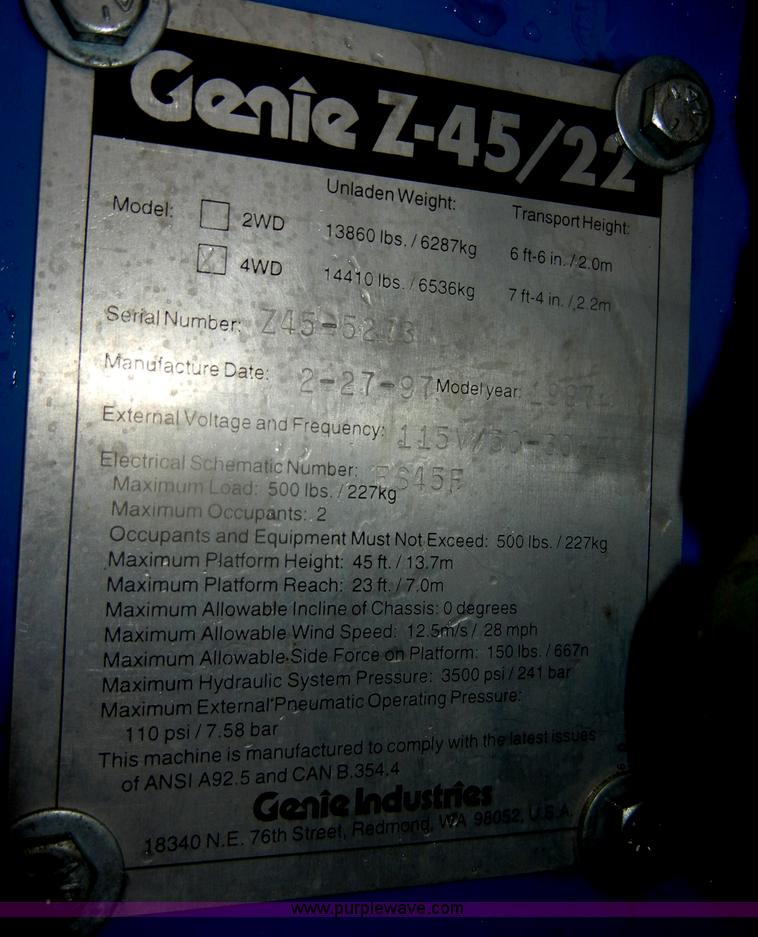 Genie Z-45/22
Unladen Weight: Transport Height:
Model: 2WD 13860 lbs. / 6287kg 6 ft-6 in. / 2.0m
4WD 14410 lbs. / 6536kg 7 ft-4 in. / 2.2m
Serial Number: Z45-5273
Manufacture Date: 2-27-97 Model year: 1997
External Voltage and Frequency:
Electrical Schematic Number: ES45F
Maximum Load: 500 lbs. / 227kg
Maximum Occupants: 2
Occupants and Equipment Must Not Exceed: 500 lbs. / 227kg
Maximum Platform Height: 45 ft. / 13.7m
Maximum Platform Reach: 23 ft. / 7.0m
Maximum Allowable Incline of Chassis: 0 degrees
Maximum Allowable Wind Speed: 12.5m/s / 28 mph
Maximum Allowable Side Force on Platform: 150 lbs. / 667n
Maximum Hydraulic System Pressure: 3500 psi / 241 bar
Maximum External Pneumatic Operating Pressure:
110 psi / 7.58 bar
This machine is manufactured to comply with the latest issues
of ANSI A92.5 and CAN B.354.4
Genie Industries
18340 N.E. 76th Street, Redmond, WA 98052, U.S.A.
www.purplewave.com